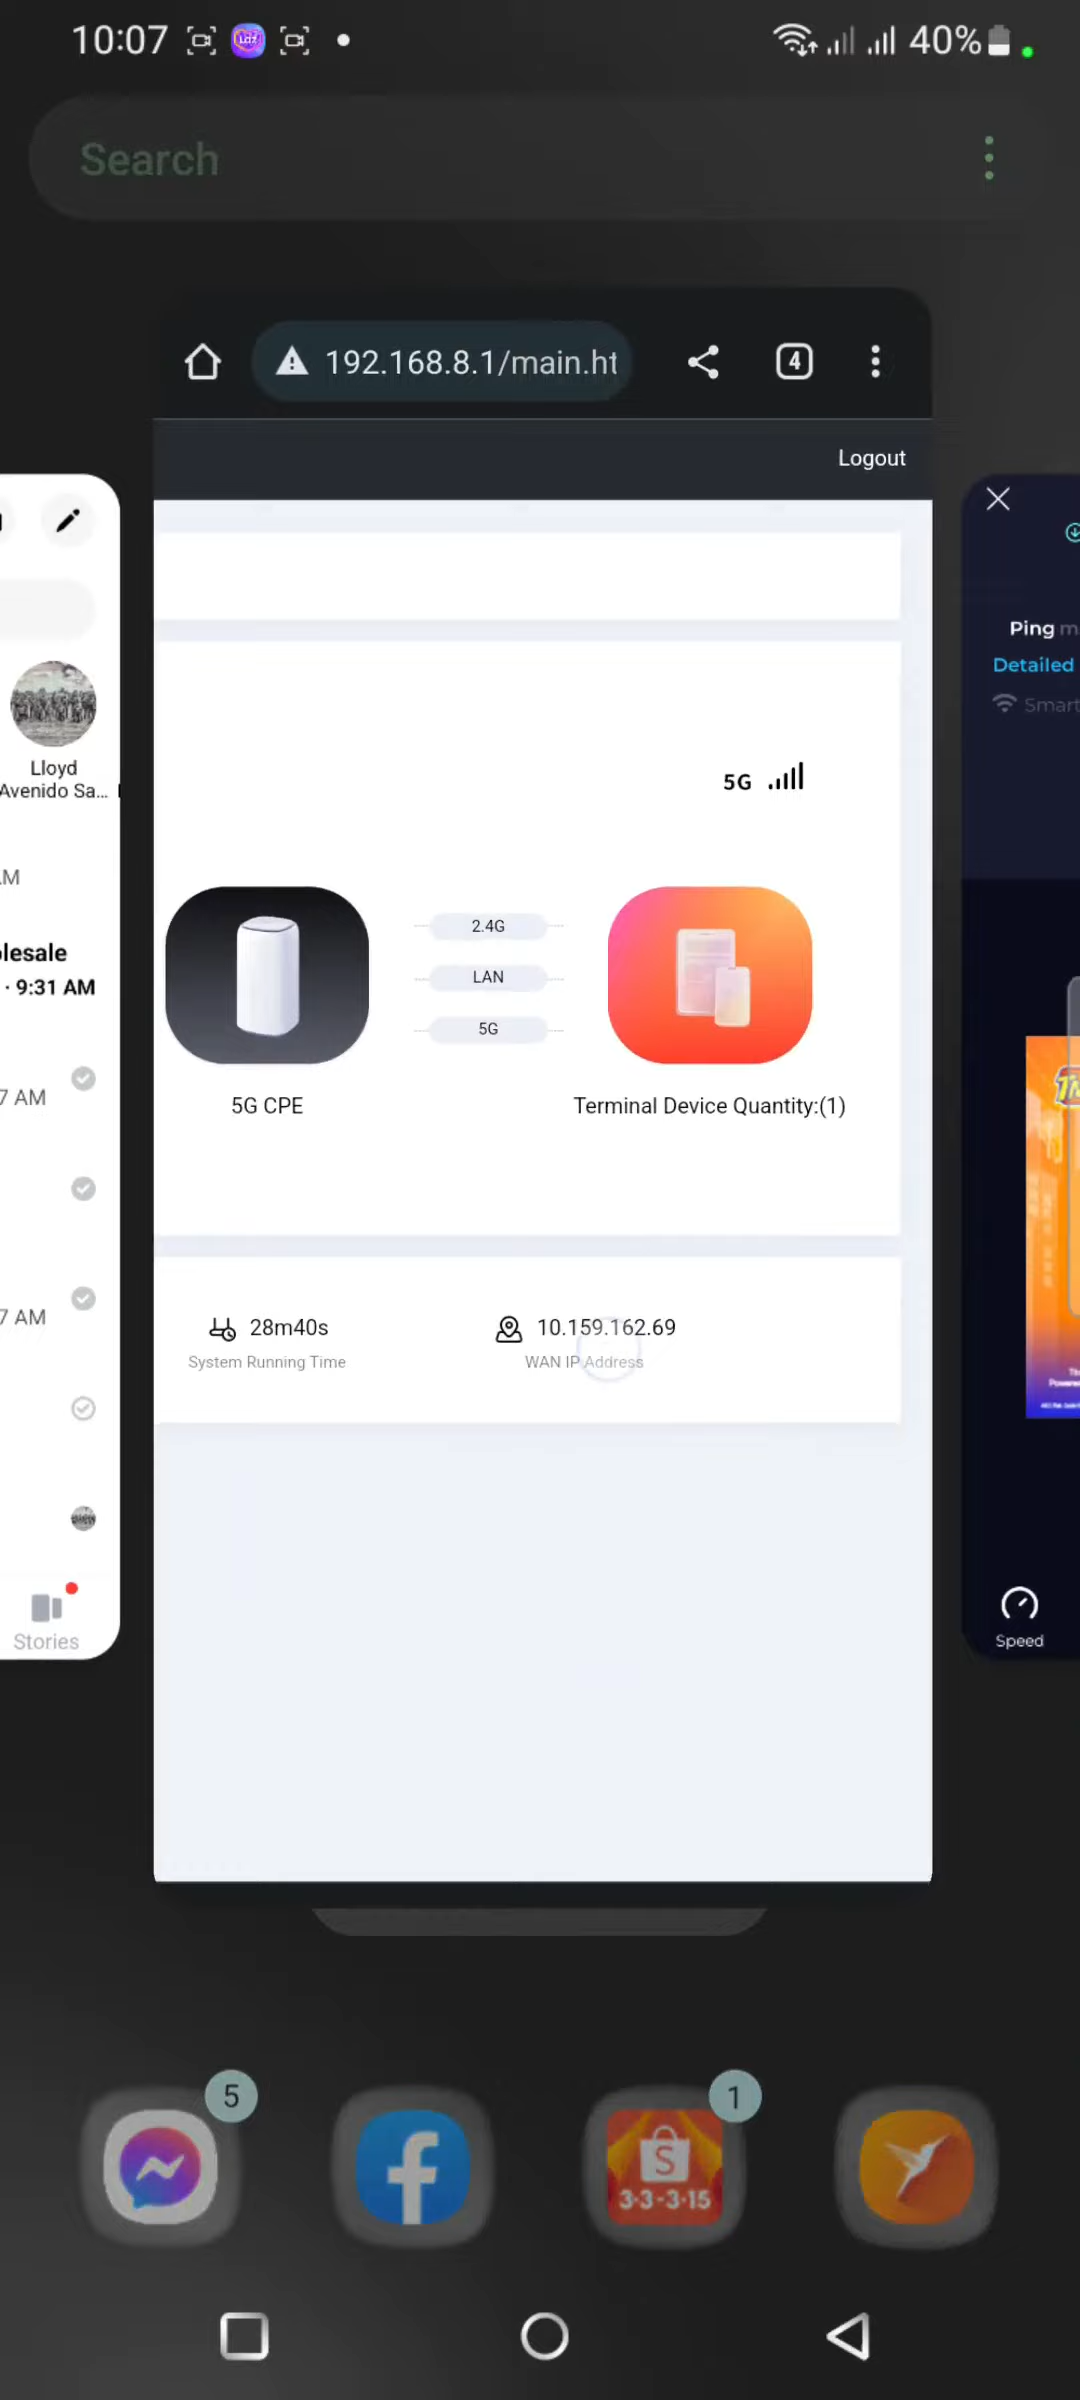 10:07
40%
Search
192.168.8.1/main.ht
4
Logout
Lloyd
Avenido Sa...
AM
lesale
· 9:31 AM
7 AM
7 AM
Stories
5G
2.4G
LAN
5G
5G CPE
Terminal Device Quantity:(1)
28m40s
System Running Time
10.159.162.69
WAN IP Address
Ping m
Detailed
Smart
Speed
5
1
S
3·3-3·15